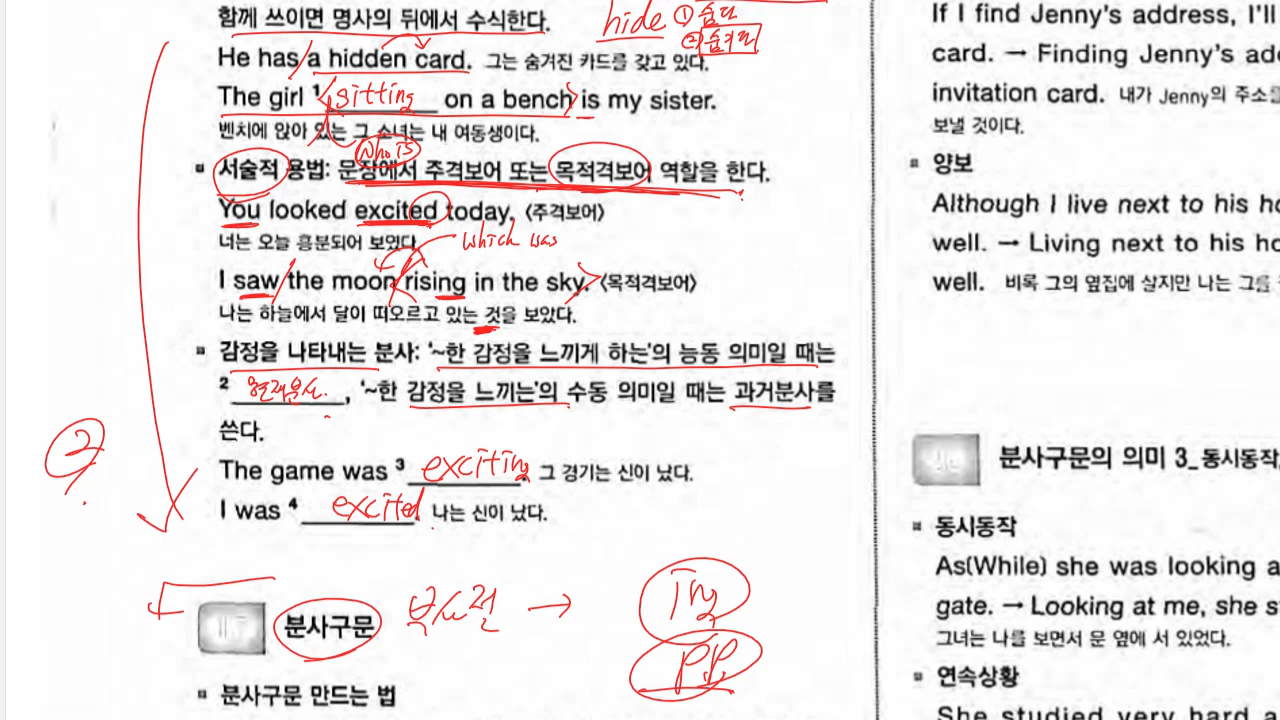 함께 쓰이면 명사의 뒤에서 수식한다.
hide ① 숨다
② 숨기다
He has a hidden card. 그는 숨겨진 카드를 갖고 있다.
The girl 1 sitting on a bench is my sister.
벤치에 앉아 있는 그 소녀는 내 여동생이다.
who is
▪ 서술적 용법: 문장에서 주격보어 또는 목적격보어 역할을 한다.
You looked excited today. 〈주격보어〉
너는 오늘 흥분되어 보였다.
which was
I saw the moon rising in the sky. 〈목적격보어〉
나는 하늘에서 달이 떠오르고 있는 것을 보았다.
▪ 감정을 나타내는 분사: '~한 감정을 느끼게 하는'의 능동 의미일 때는
2 현재분사, '~한 감정을 느끼는'의 수동 의미일 때는 과거분사를
쓴다.
2
The game was 3 exciting. 그 경기는 신이 났다.
I was 4 excited. 나는 신이 났다.
분사구문 부사절 → ing
P.P.
▪ 분사구문 만드는 법
If I find Jenny's address, I'll
card. → Finding Jenny's
invitation card. 내가 Jenny의 주소를
보낼 것이다.
▪ 양보
Although I live next to his
well. → Living next to his
well. 비록 그의 옆집에 살지만 나는 그를
분사구문의 의미 3_동시동작
▪ 동시동작
As(While) she was looking
gate. → Looking at me, she
그녀는 나를 보면서 문 옆에 서 있었다.
▪ 연속상황
She studied very hard